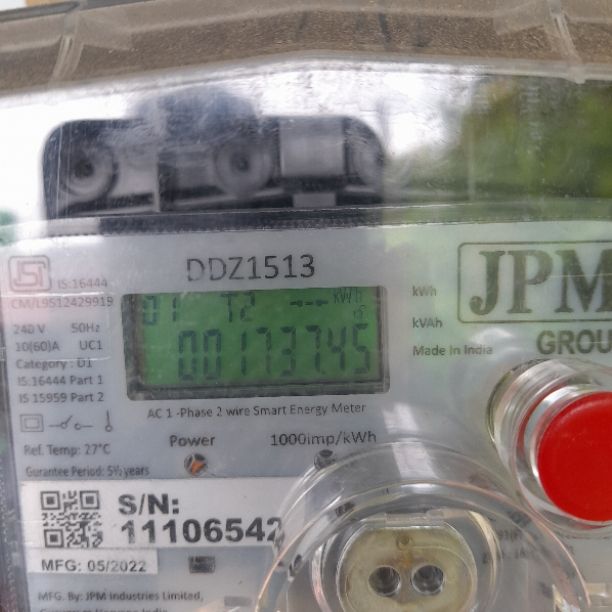 DDZ1513
IS:16444
CM/L9512429919
240 V 50Hz
10(60)A UC1
Category : D1
IS:16444 Part 1
IS 15959 Part 2
Ref. Temp: 27°C
Gurantee Period: 5½ years
01 T2 --- kWh
001737.45
kWh
kVAh
Made In India
JPM
GROU
AC 1 -Phase 2 wire Smart Energy Meter
Power 1000imp/kWh
S/N:
11106542
MFG: 05/2022
MFG. By: JPM Industries Limited,